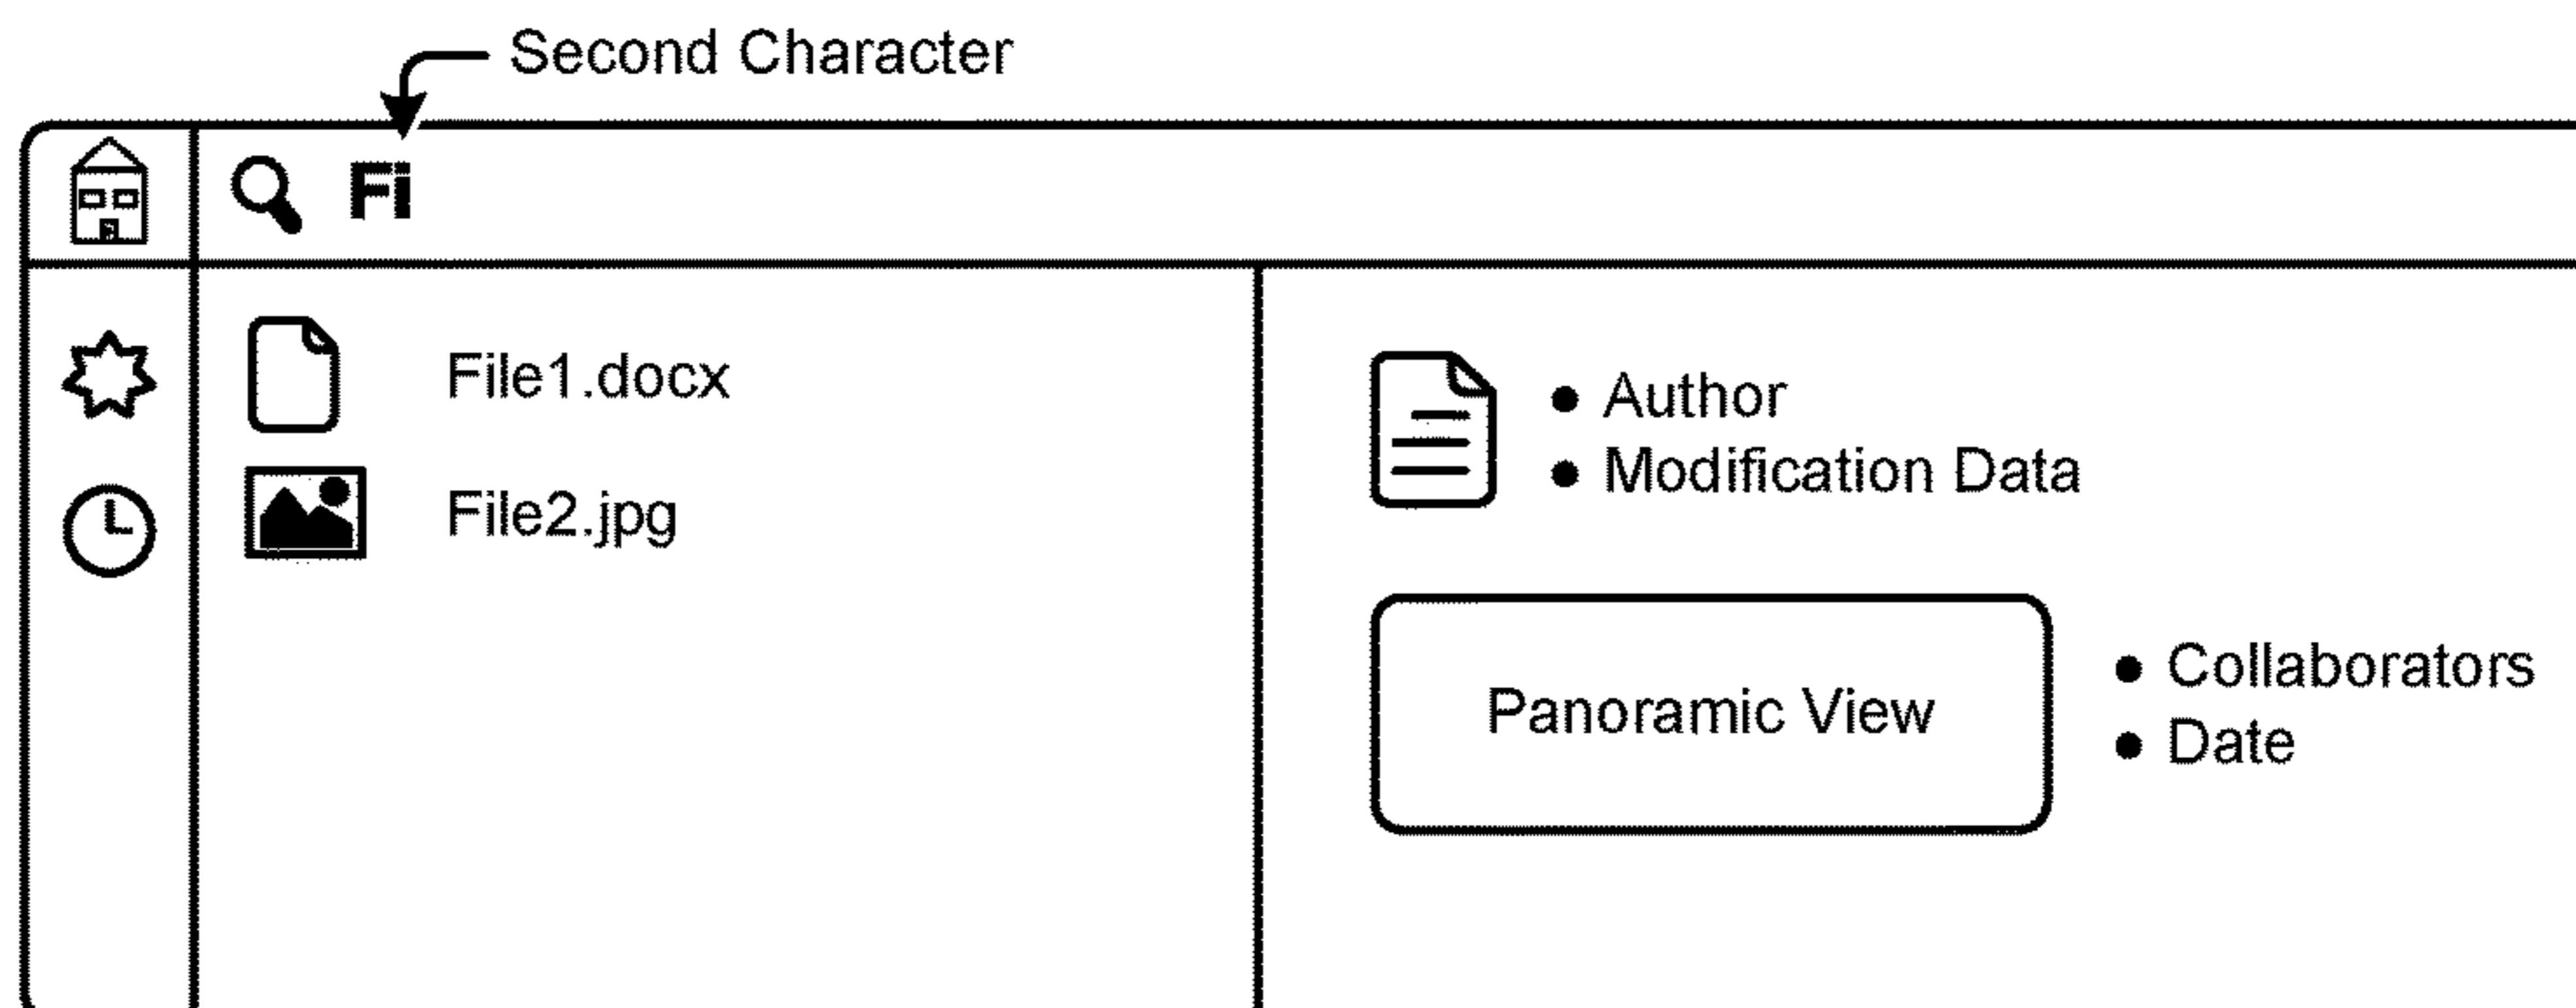 Second Character
Fi
File1.docx
File2.jpg
• Author
• Modification Data
Panoramic View
• Collaborators
• Date